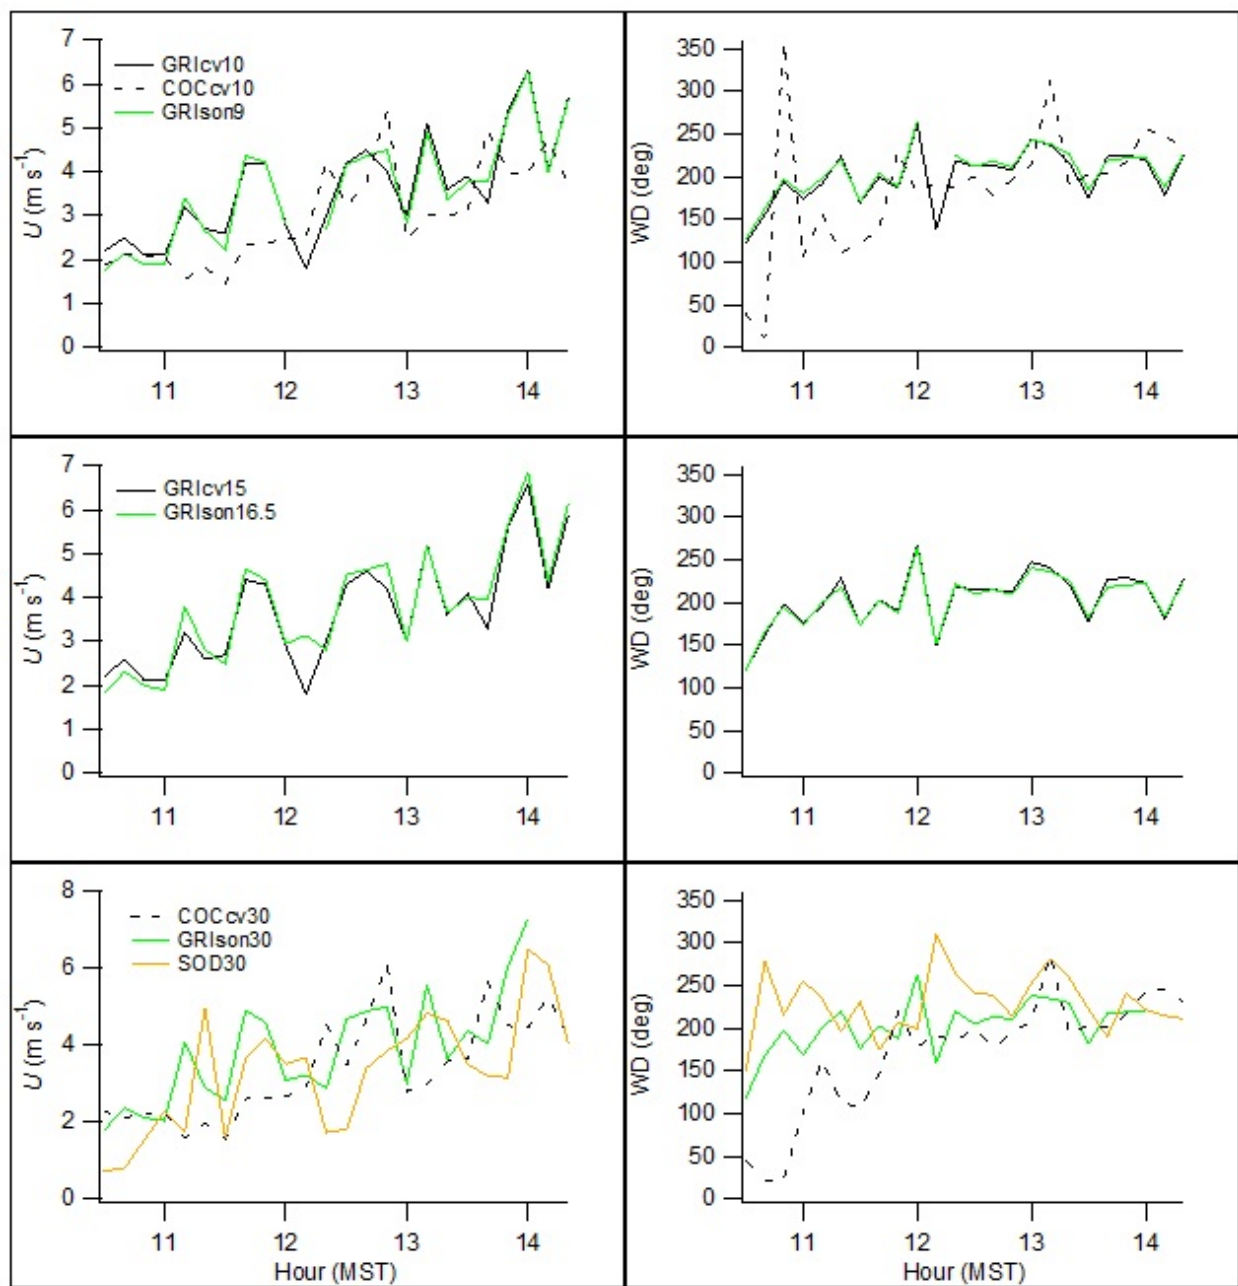 7
6
5
4
3
2
1
0
U (m s⁻¹)
GRIcv10
COCcv10
GRIson9
11 12 13 14
350
300
250
200
150
100
50
0
WD (deg)
11 12 13 14
7
6
5
4
3
2
1
0
U (m s⁻¹)
GRIcv15
GRIson16.5
11 12 13 14
350
300
250
200
150
100
50
0
WD (deg)
11 12 13 14
8
6
4
2
0
U (m s⁻¹)
COCcv30
GRIson30
SOD30
11 12 13 14
Hour (MST)
350
300
250
200
150
100
50
0
WD (deg)
11 12 13 14
Hour (MST)